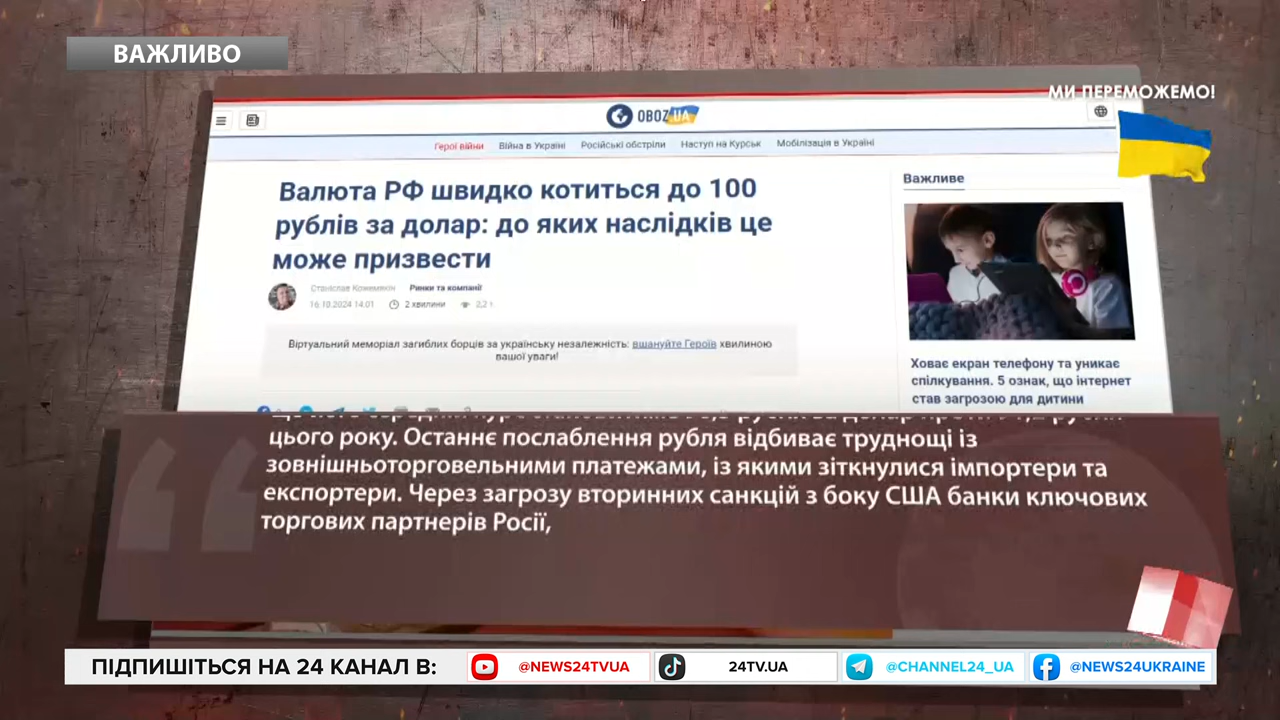 ВАЖЛИВО
МИ ПЕРЕМОЖЕМО!
OBOZ.UA
Герої війни Війна в Україні Російські обстріли Наступ на Курськ Мобілізація в Україні
Валюта РФ швидко котиться до 100
рублів за долар: до яких наслідків це
може призвести
Ринки та компанії
16.10.2024 14:01 2 хвилини 2,2 т.
Віртуальний меморіал загиблих борців за українську незалежність: вшануйте Героїв хвилиною
вашої уваги!
Важливе
Ховає екран телефону та уникає
спілкування. 5 ознак, що інтернет
став загрозою для дитини
цього року. Останнє послаблення рубля відбиває труднощі із
зовнішньоторговельними платежами, із якими зіткнулися імпортери та
експортери. Через загрозу вторинних санкцій з боку США банки ключових
торгових партнерів Росії,
ПІДПИШІТЬСЯ НА 24 КАНАЛ В: @NEWS24TVUA 24TV.UA @CHANNEL24_UA @NEWS24UKRAINE